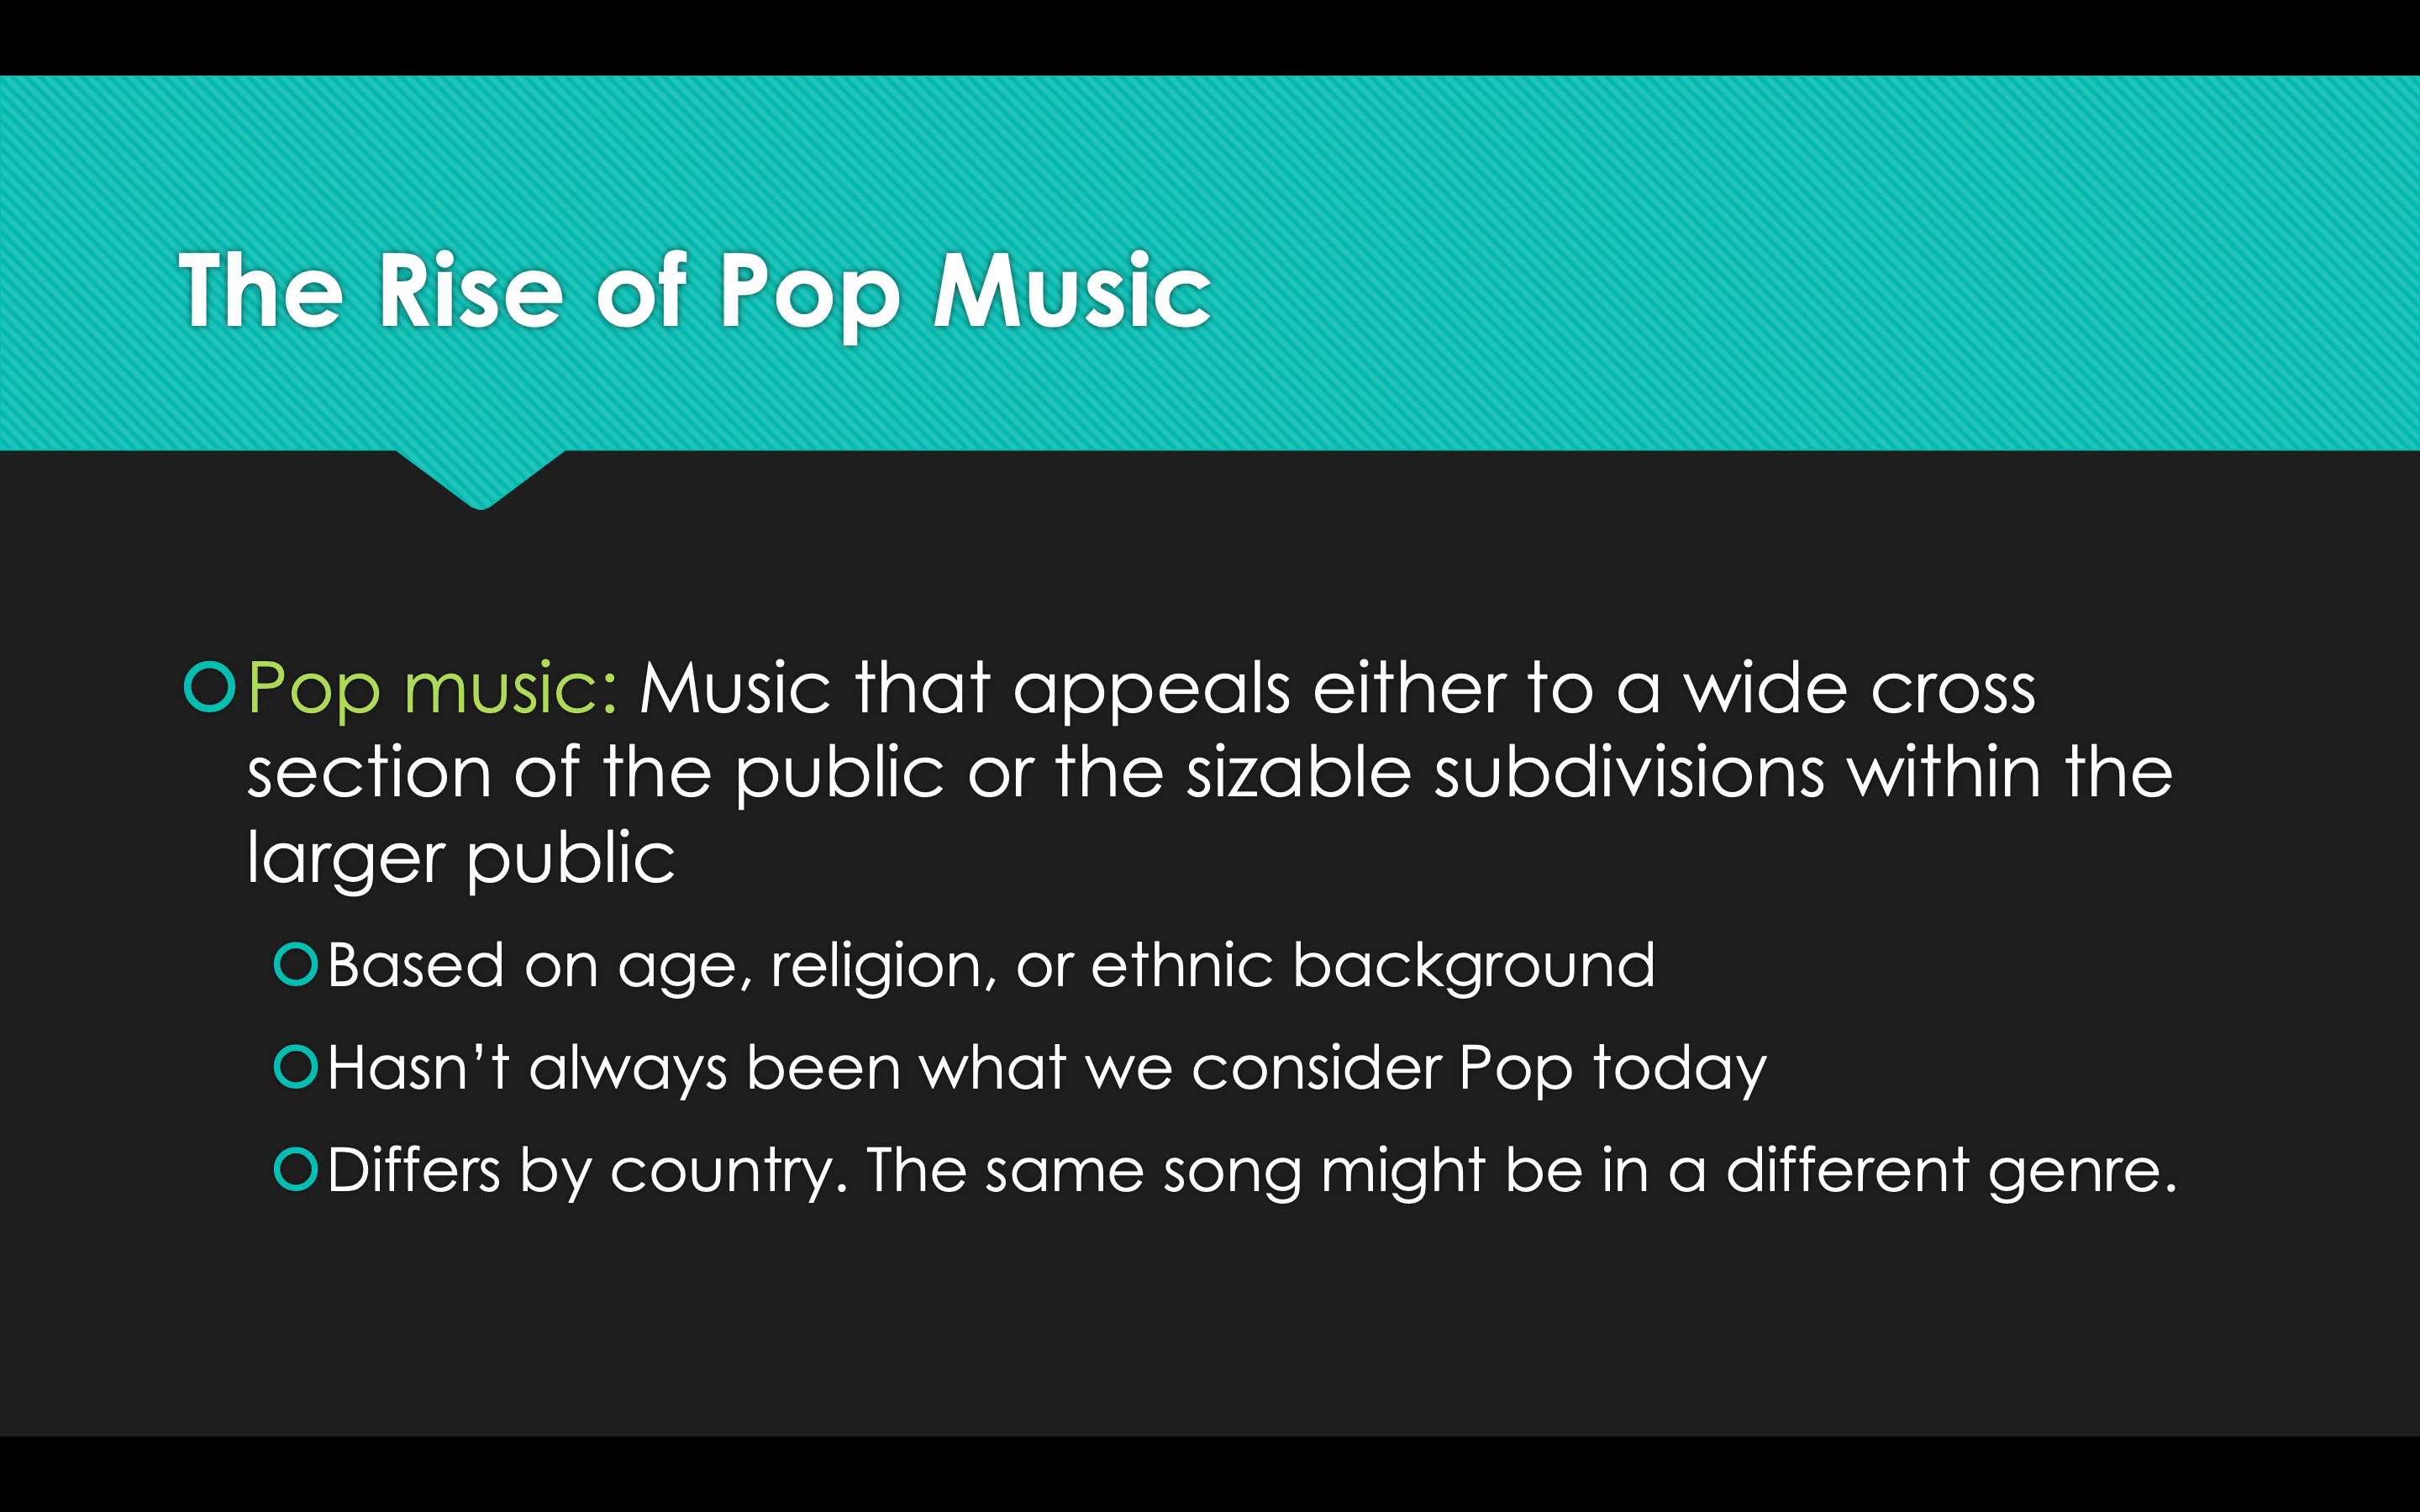 The Rise of Pop Music
Pop music: Music that appeals either to a wide cross
section of the public or the sizable subdivisions within the
larger public
Based on age, religion, or ethnic background
Hasn’t always been what we consider Pop today
Differs by country. The same song might be in a different genre.